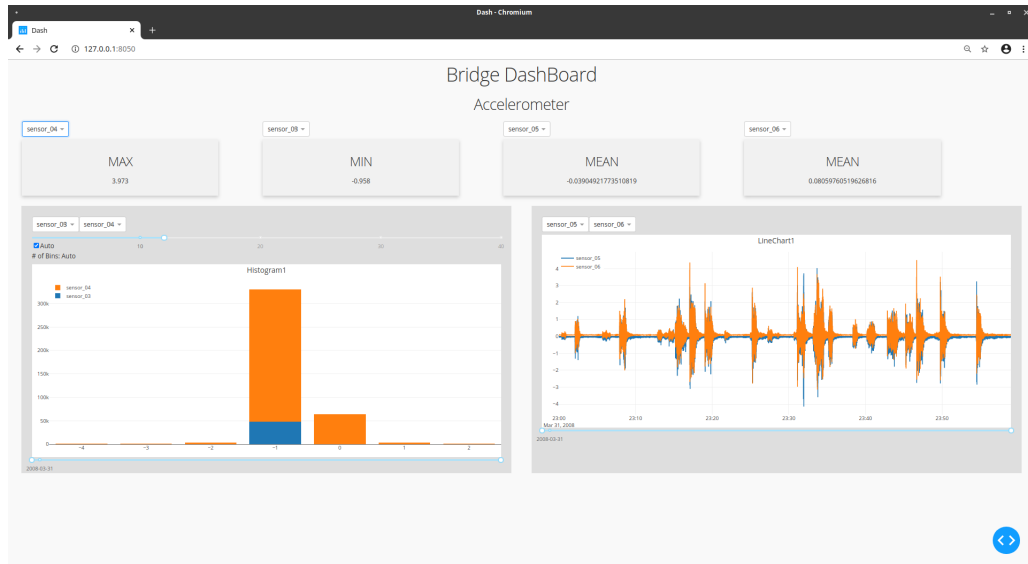 Dash - Chromium
Dash
127.0.0.1:8050
Bridge DashBoard
Accelerometer
sensor_04
sensor_03
sensor_05
sensor_06
MAX
3.973
MIN
-0.958
MEAN
-0.03904921773510819
MEAN
0.08059760519626816
sensor_03 sensor_04
Auto
10 20 30 40
# of Bins: Auto
Histogram1
sensor_04
sensor_03
300k
250k
200k
150k
100k
50k
0
−4 −3 −2 −1 0 1 2
2008-03-31
sensor_05 sensor_06
LineChart1
sensor_05
sensor_06
4
3
2
1
0
−1
−2
−3
−4
23:00 23:10 23:20 23:30 23:40 23:50
Mar 31, 2008
2008-03-31